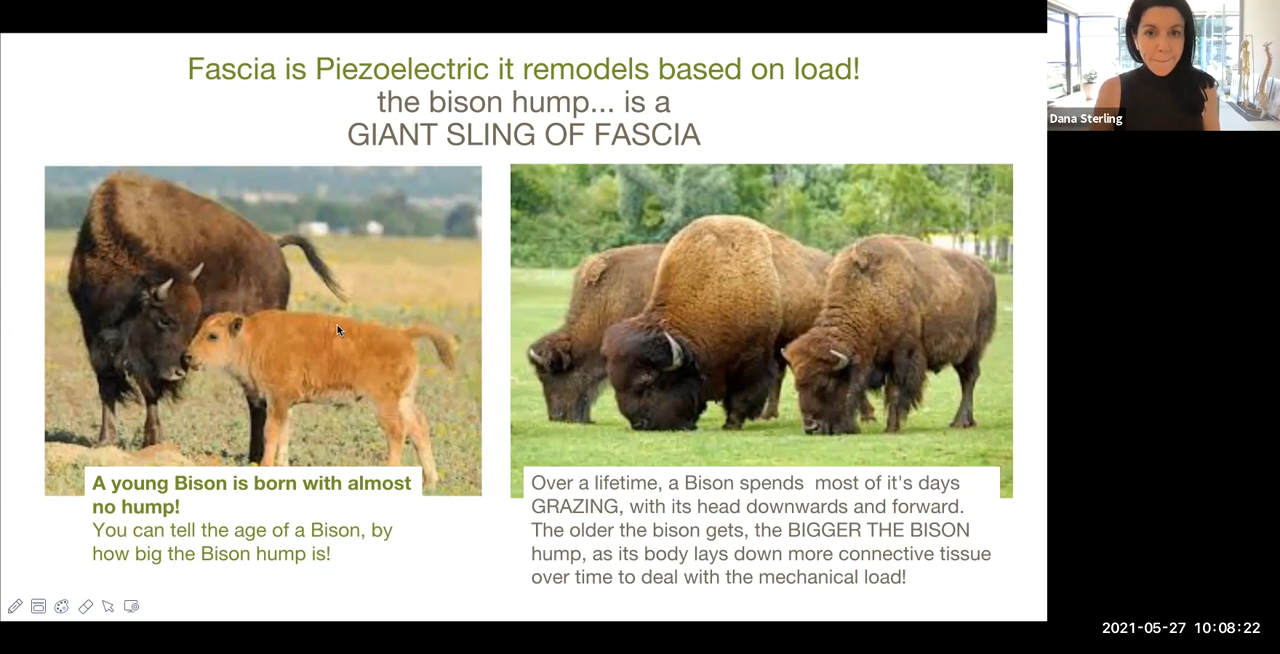 Fascia is Piezoelectric it remodels based on load!
the bison hump... is a
GIANT SLING OF FASCIA
Dana Sterling
A young Bison is born with almost
no hump!
You can tell the age of a Bison, by
how big the Bison hump is!
Over a lifetime, a Bison spends  most of it's days
GRAZING, with its head downwards and forward.
The older the bison gets, the BIGGER THE BISON
hump, as its body lays down more connective tissue
over time to deal with the mechanical load!
2021-05-27 10:08:22